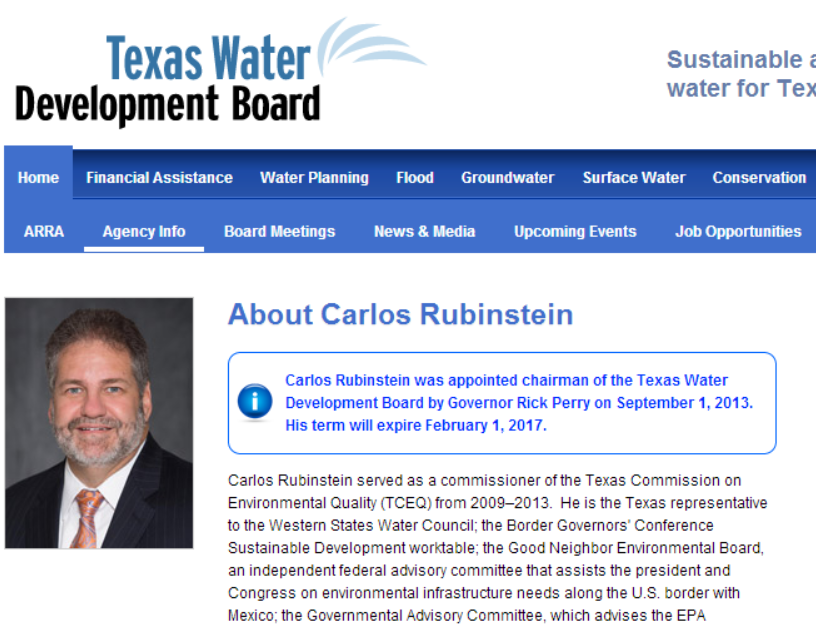 Texas Water
Development Board
Sustainable
water for
Home Financial Assistance Water Planning Flood Groundwater Surface Water Conservation
ARRA Agency Info Board Meetings News & Media Upcoming Events Job Opportunities
About Carlos Rubinstein
i
Carlos Rubinstein was appointed chairman of the Texas Water
Development Board by Governor Rick Perry on September 1, 2013.
His term will expire February 1, 2017.
Carlos Rubinstein served as a commissioner of the Texas Commission on
Environmental Quality (TCEQ) from 2009–2013. He is the Texas representative
to the Western States Water Council; the Border Governors' Conference
Sustainable Development worktable; the Good Neighbor Environmental Board,
an independent federal advisory committee that assists the president and
Congress on environmental infrastructure needs along the U.S. border with
Mexico; the Governmental Advisory Committee, which advises the EPA